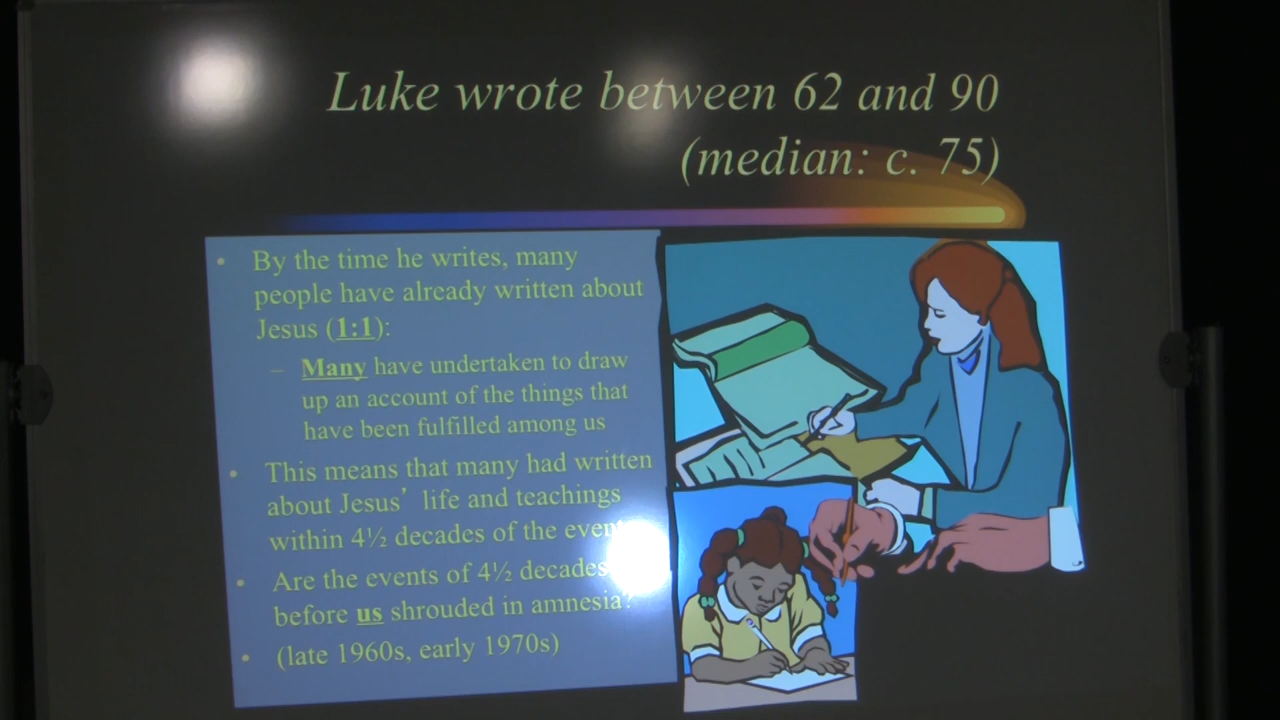 Luke wrote between 62 and 90
(median: c. 75)
• By the time he writes, many
people have already written about
Jesus (1:1):
– Many have undertaken to draw
up an account of the things that
have been fulfilled among us
• This means that many had written
about Jesus’ life and teachings
within 4½ decades of the
• Are the events of 4½ decades
before us shrouded in amnesia?
• (late 1960s, early 1970s)